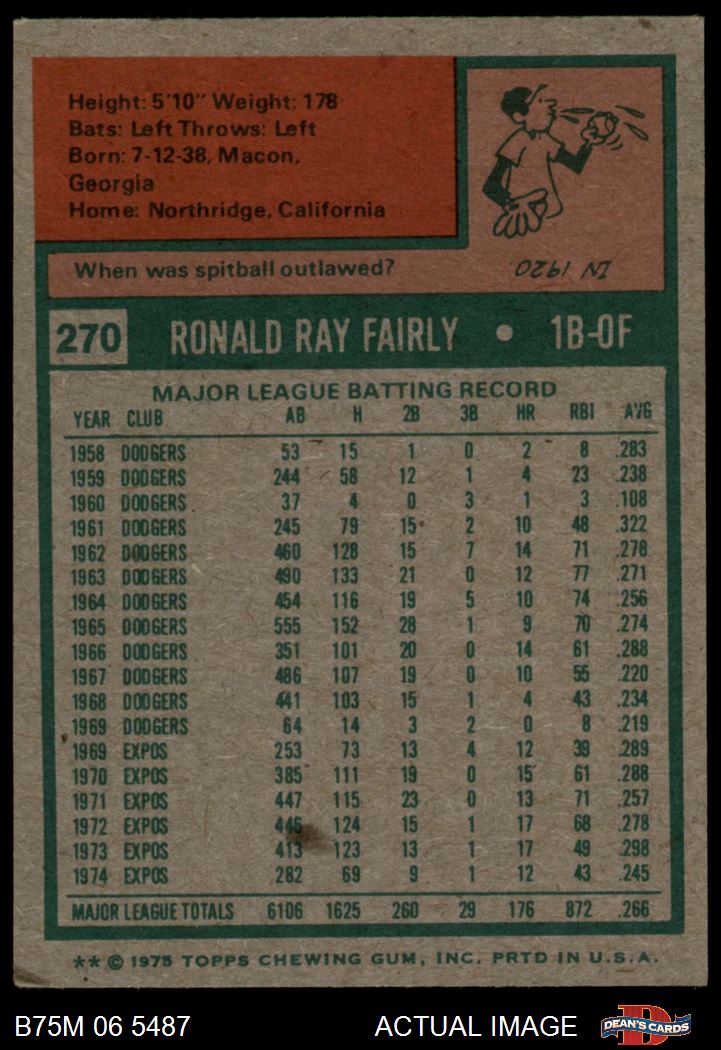 Height: 5'10" Weight: 178
Bats: Left Throws: Left
Born: 7-12-38, Macon,
Georgia
Home: Northridge, California
When was spitball outlawed?
IN 1920
270 RONALD RAY FAIRLY • 1B-OF
MAJOR LEAGUE BATTING RECORD
YEAR CLUB AB H 2B 3B HR RBI AVG
1958 DODGERS 53 15 1 0 2 8 .283
1959 DODGERS 244 58 12 1 4 23 .238
1960 DODGERS 37 4 0 3 1 3 .108
1961 DODGERS 245 79 15 2 10 48 .322
1962 DODGERS 460 128 15 7 14 71 .278
1963 DODGERS 490 133 21 0 12 77 .271
1964 DODGERS 454 116 19 5 10 74 .256
1965 DODGERS 555 152 28 1 9 70 .274
1966 DODGERS 351 101 20 0 14 61 .288
1967 DODGERS 486 107 19 0 10 55 .220
1968 DODGERS 441 103 15 1 4 43 .234
1969 DODGERS 64 14 3 2 0 8 .219
1969 EXPOS 253 73 13 4 12 39 .289
1970 EXPOS 385 111 19 0 15 61 .288
1971 EXPOS 447 115 23 0 13 71 .257
1972 EXPOS 446 124 15 1 17 68 .278
1973 EXPOS 413 123 13 1 17 49 .298
1974 EXPOS 282 69 9 1 12 43 .245
MAJOR LEAGUE TOTALS 6106 1625 260 29 176 872 .266
** © 1975 TOPPS CHEWING GUM, INC. PRTD IN U.S.A.
B75M 06 5487 ACTUAL IMAGE DEAN'S CARDS